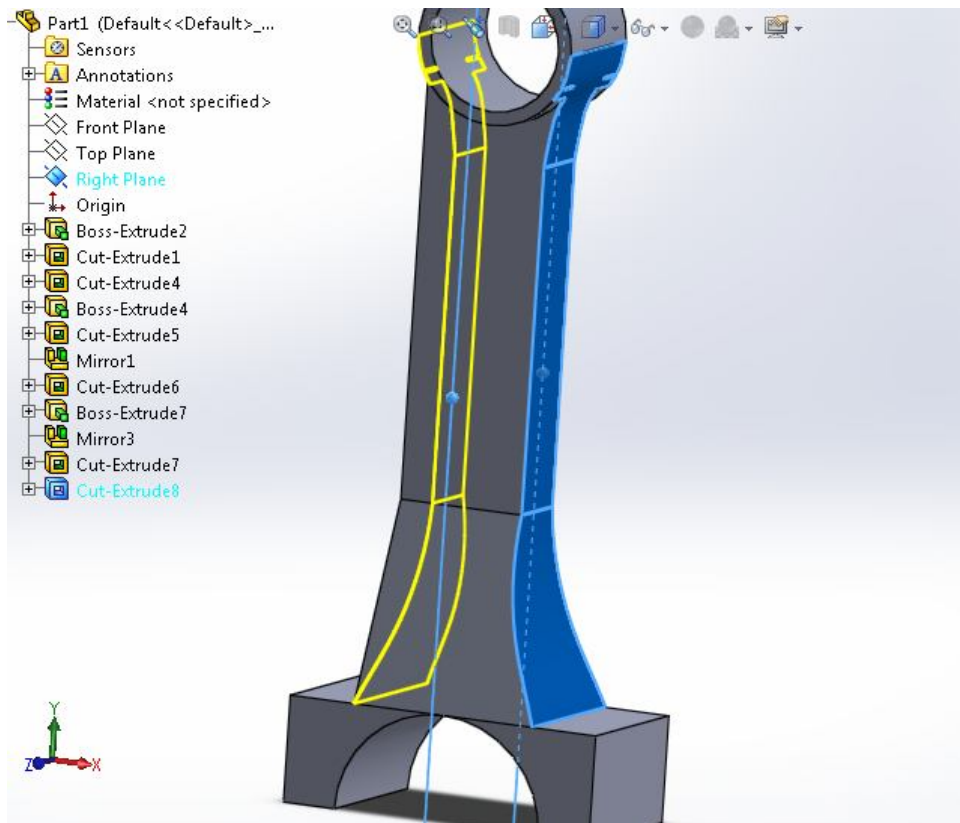 Part1 (Default<<Default>_...
Sensors
A Annotations
Material <not specified>
Front Plane
Top Plane
Right Plane
Origin
Boss-Extrude2
Cut-Extrude1
Cut-Extrude4
Boss-Extrude4
Cut-Extrude5
Mirror1
Cut-Extrude6
Boss-Extrude7
Mirror3
Cut-Extrude7
Cut-Extrude8
Y
Z X